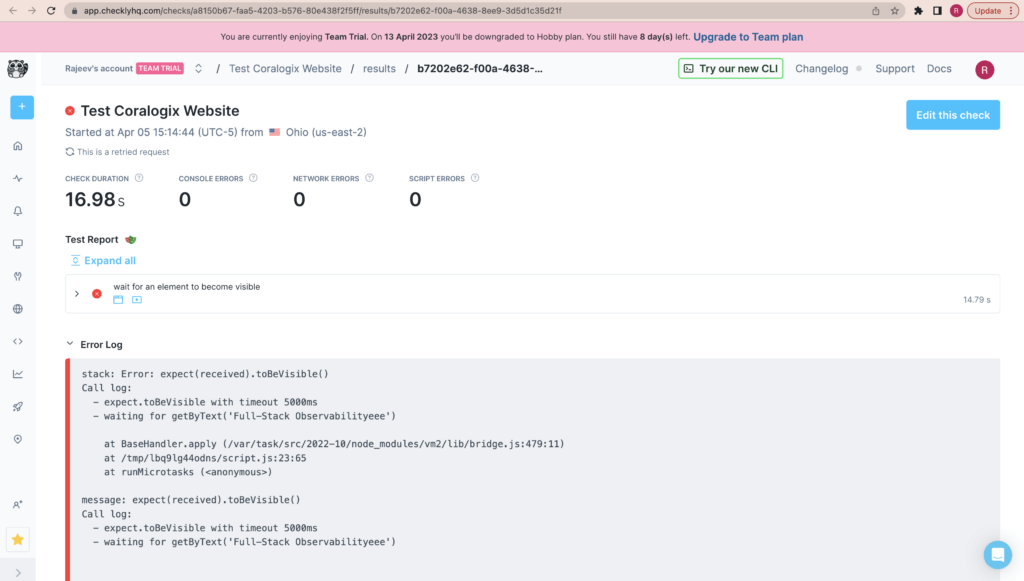 app.checklyhq.com/checks/a8150b67-faa5-4203-b576-80e438f2f5ff/results/b7202e62-f00a-4638-8ee9-3d5d1c35d21f
R
Update
You are currently enjoying Team Trial. On 13 April 2023 you'll be downgraded to Hobby plan. You still have 8 day(s) left. Upgrade to Team plan
Rajeev's account TEAM TRIAL / Test Coralogix Website / results / b7202e62-f00a-4638-...
Try our new CLI
Changelog
Support
Docs
R
Test Coralogix Website
Edit this check
Started at Apr 05 15:14:44 (UTC-5) from Ohio (us-east-2)
This is a retried request
CHECK DURATION ? CONSOLE ERRORS ? NETWORK ERRORS ? SCRIPT ERRORS ?
16.98 s 0 0 0
Test Report
Expand all
wait for an element to become visible
14.79 s
Error Log
stack: Error: expect(received).toBeVisible()
Call log:
- expect.toBeVisible with timeout 5000ms
- waiting for getByText('Full-Stack Observabilityeee')
at BaseHandler.apply (/var/task/src/2022-10/node_modules/vm2/lib/bridge.js:479:11)
at /tmp/lbq9lg44odns/script.js:23:65
at runMicrotasks (<anonymous>)
message: expect(received).toBeVisible()
Call log:
- expect.toBeVisible with timeout 5000ms
- waiting for getByText('Full-Stack Observabilityeee')